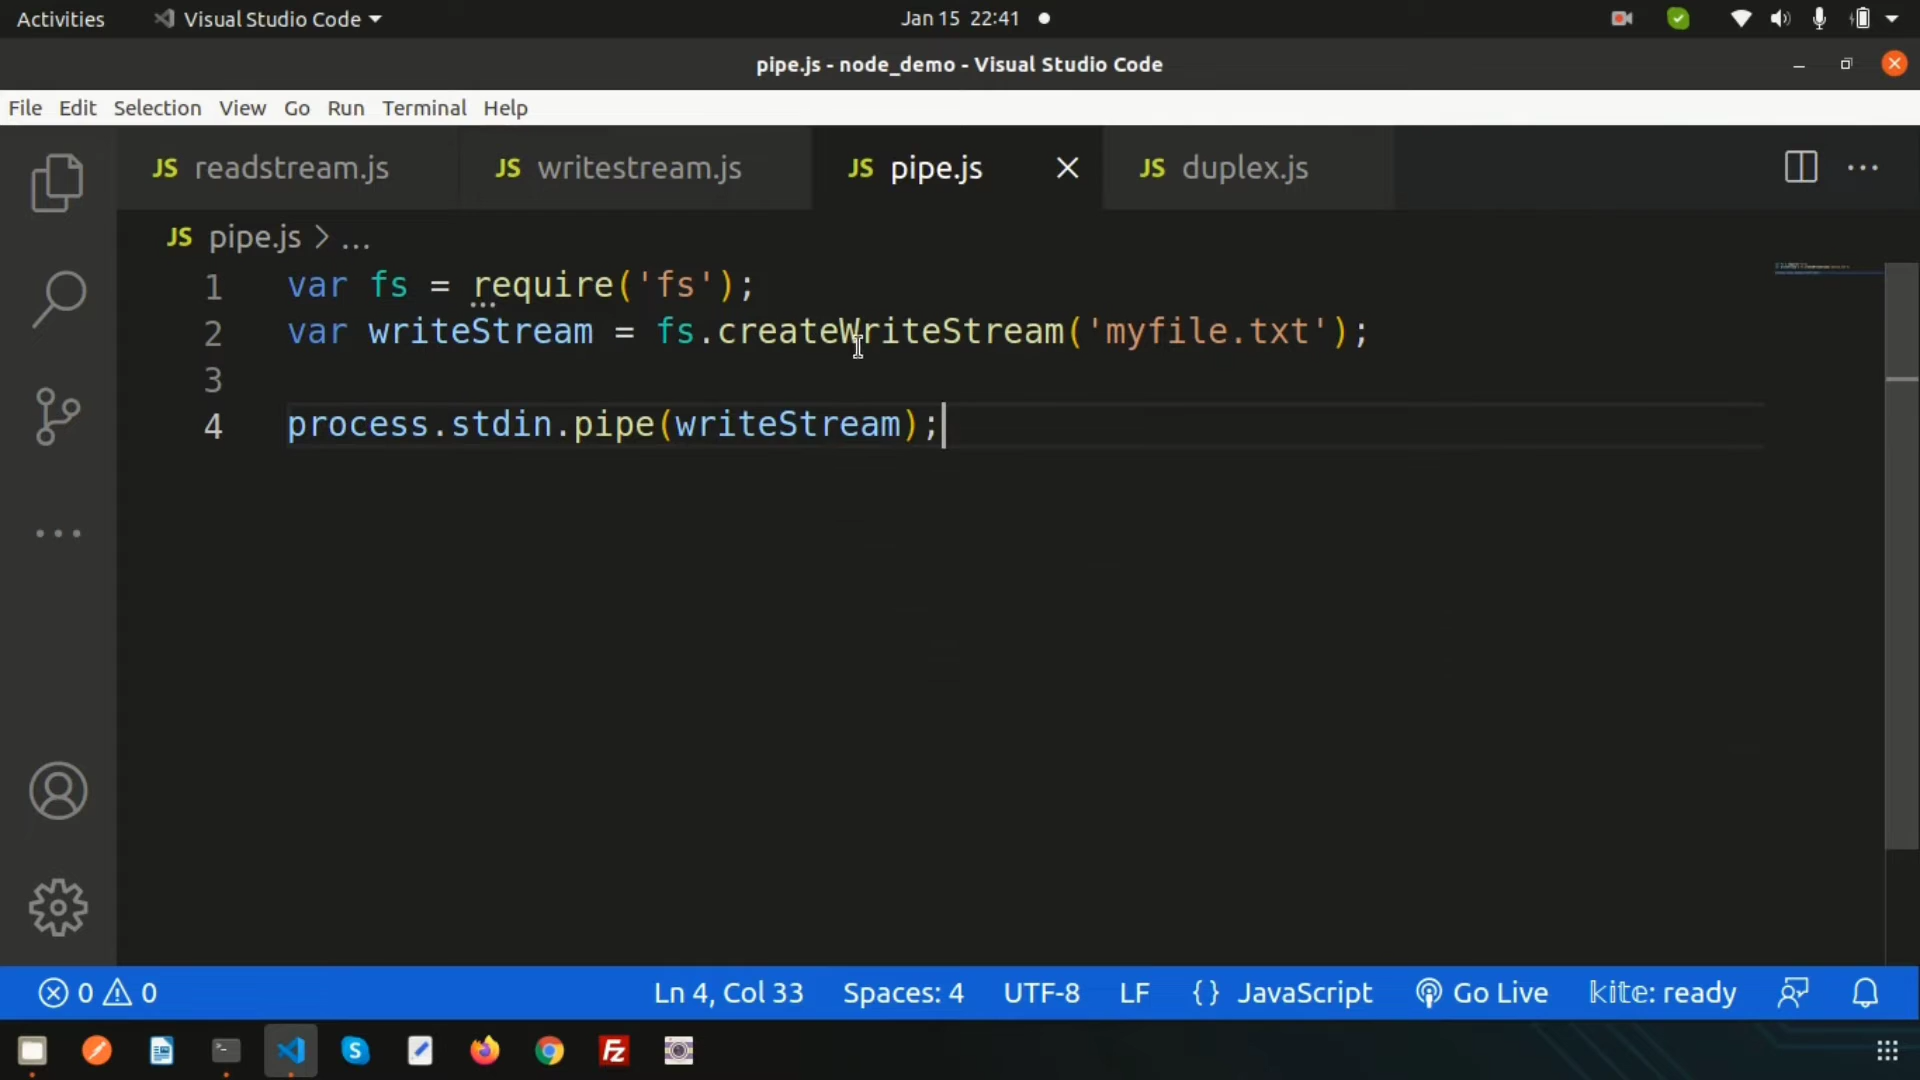 Activities Visual Studio Code Jan 15 22:41
pipe.js - node_demo - Visual Studio Code
File Edit Selection View Go Run Terminal Help
JS readstream.js JS writestream.js JS pipe.js JS duplex.js
JS pipe.js > ...
1 var fs = require('fs');
2 var writeStream = fs.createWriteStream('myfile.txt');
3
4 process.stdin.pipe(writeStream);
0 0 Ln 4, Col 33 Spaces: 4 UTF-8 LF {} JavaScript Go Live kite: ready